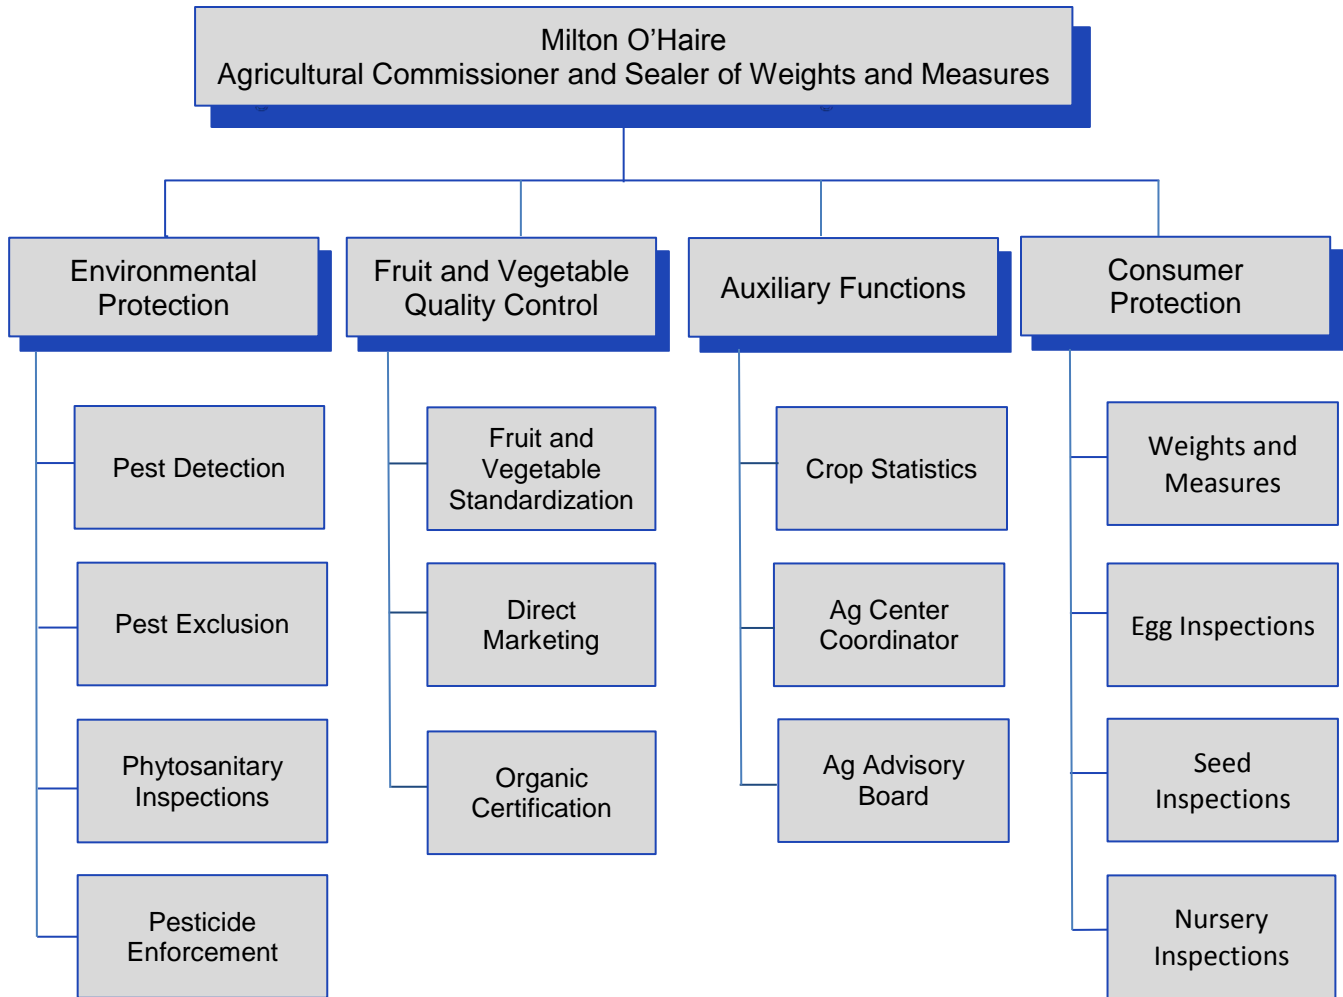 Milton O’Haire
Agricultural Commissioner and Sealer of Weights and Measures
Environmental
Protection
Fruit and Vegetable
Quality Control
Auxiliary Functions
Consumer
Protection
Pest Detection
Pest Exclusion
Phytosanitary
Inspections
Pesticide
Enforcement
Fruit and
Vegetable
Standardization
Direct
Marketing
Organic
Certification
Crop Statistics
Ag Center
Coordinator
Ag Advisory
Board
Weights and
Measures
Egg Inspections
Seed
Inspections
Nursery
Inspections